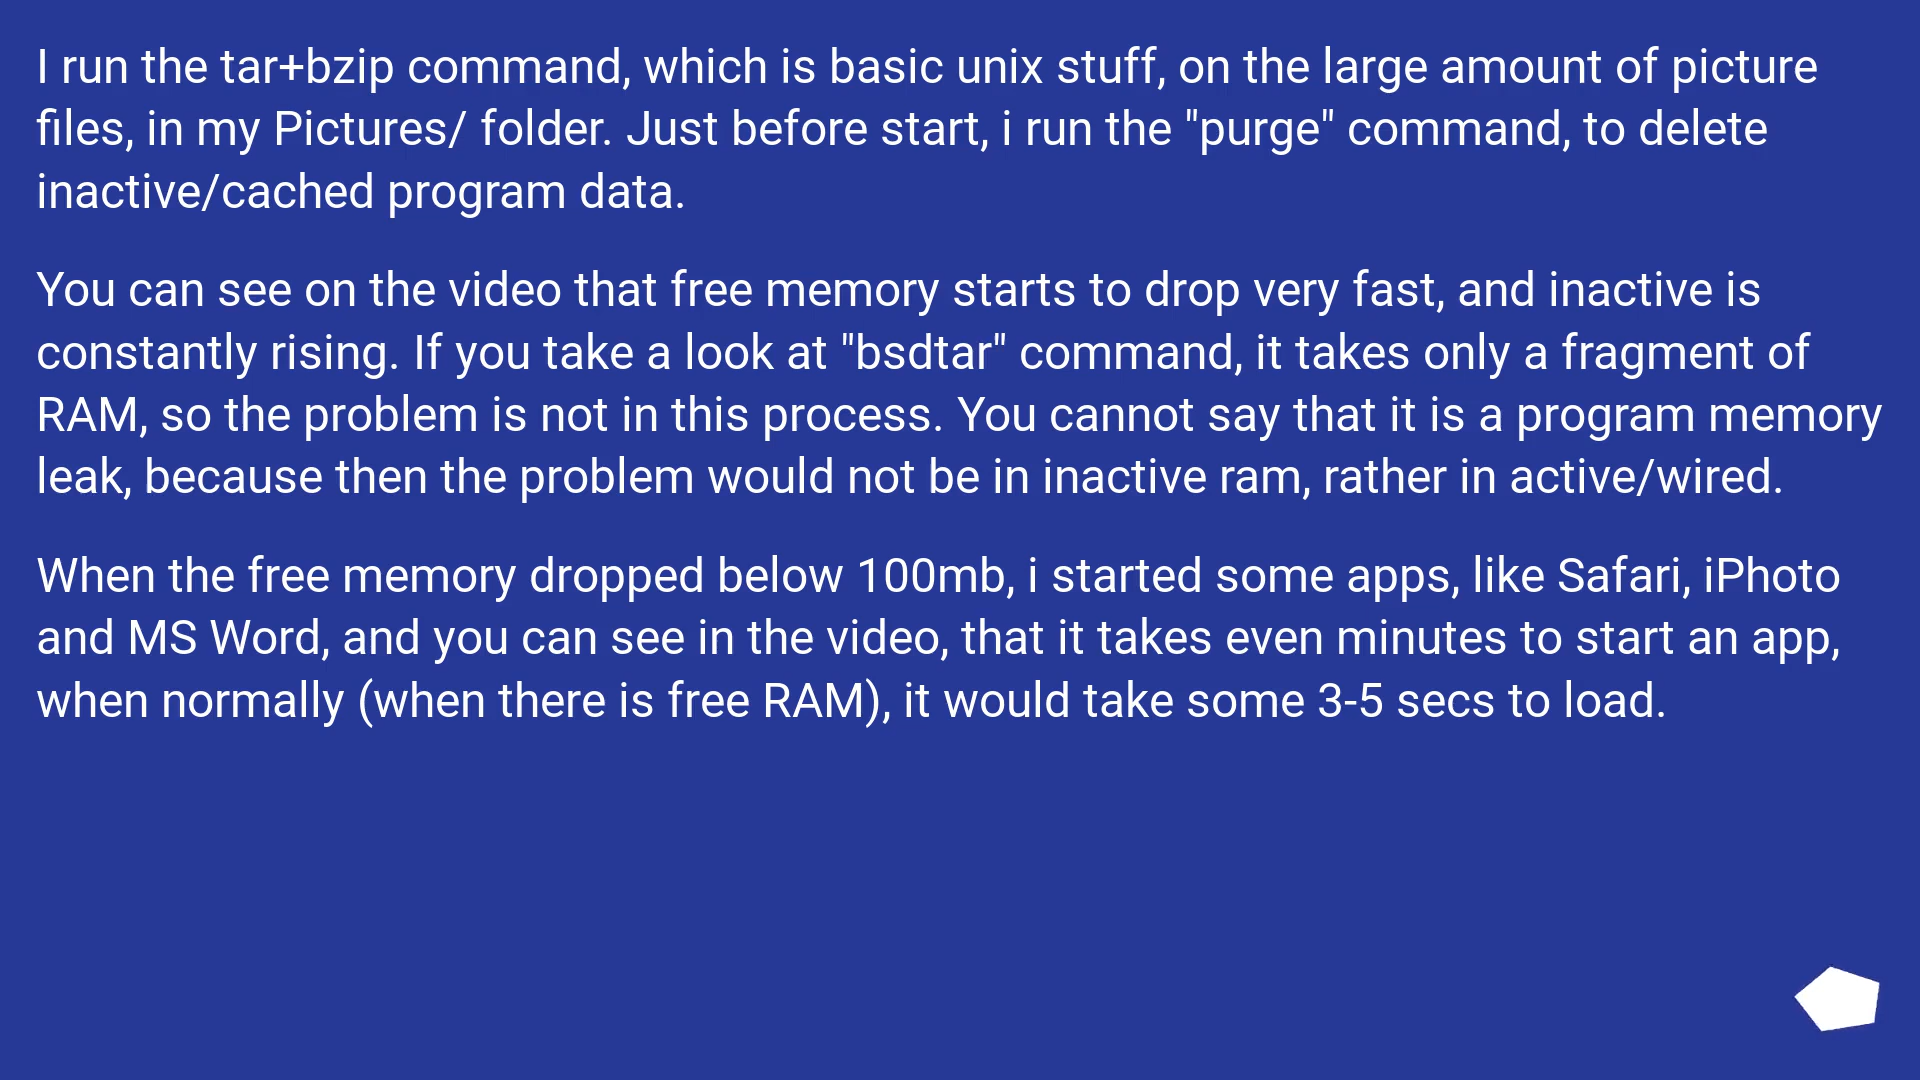 I run the tar+bzip command, which is basic unix stuff, on the large amount of picture
files, in my Pictures/ folder. Just before start, i run the "purge" command, to delete
inactive/cached program data.
You can see on the video that free memory starts to drop very fast, and inactive is
constantly rising. If you take a look at "bsdtar" command, it takes only a fragment of
RAM, so the problem is not in this process. You cannot say that it is a program memory
leak, because then the problem would not be in inactive ram, rather in active/wired.
When the free memory dropped below 100mb, i started some apps, like Safari, iPhoto
and MS Word, and you can see in the video, that it takes even minutes to start an app,
when normally (when there is free RAM), it would take some 3-5 secs to load.